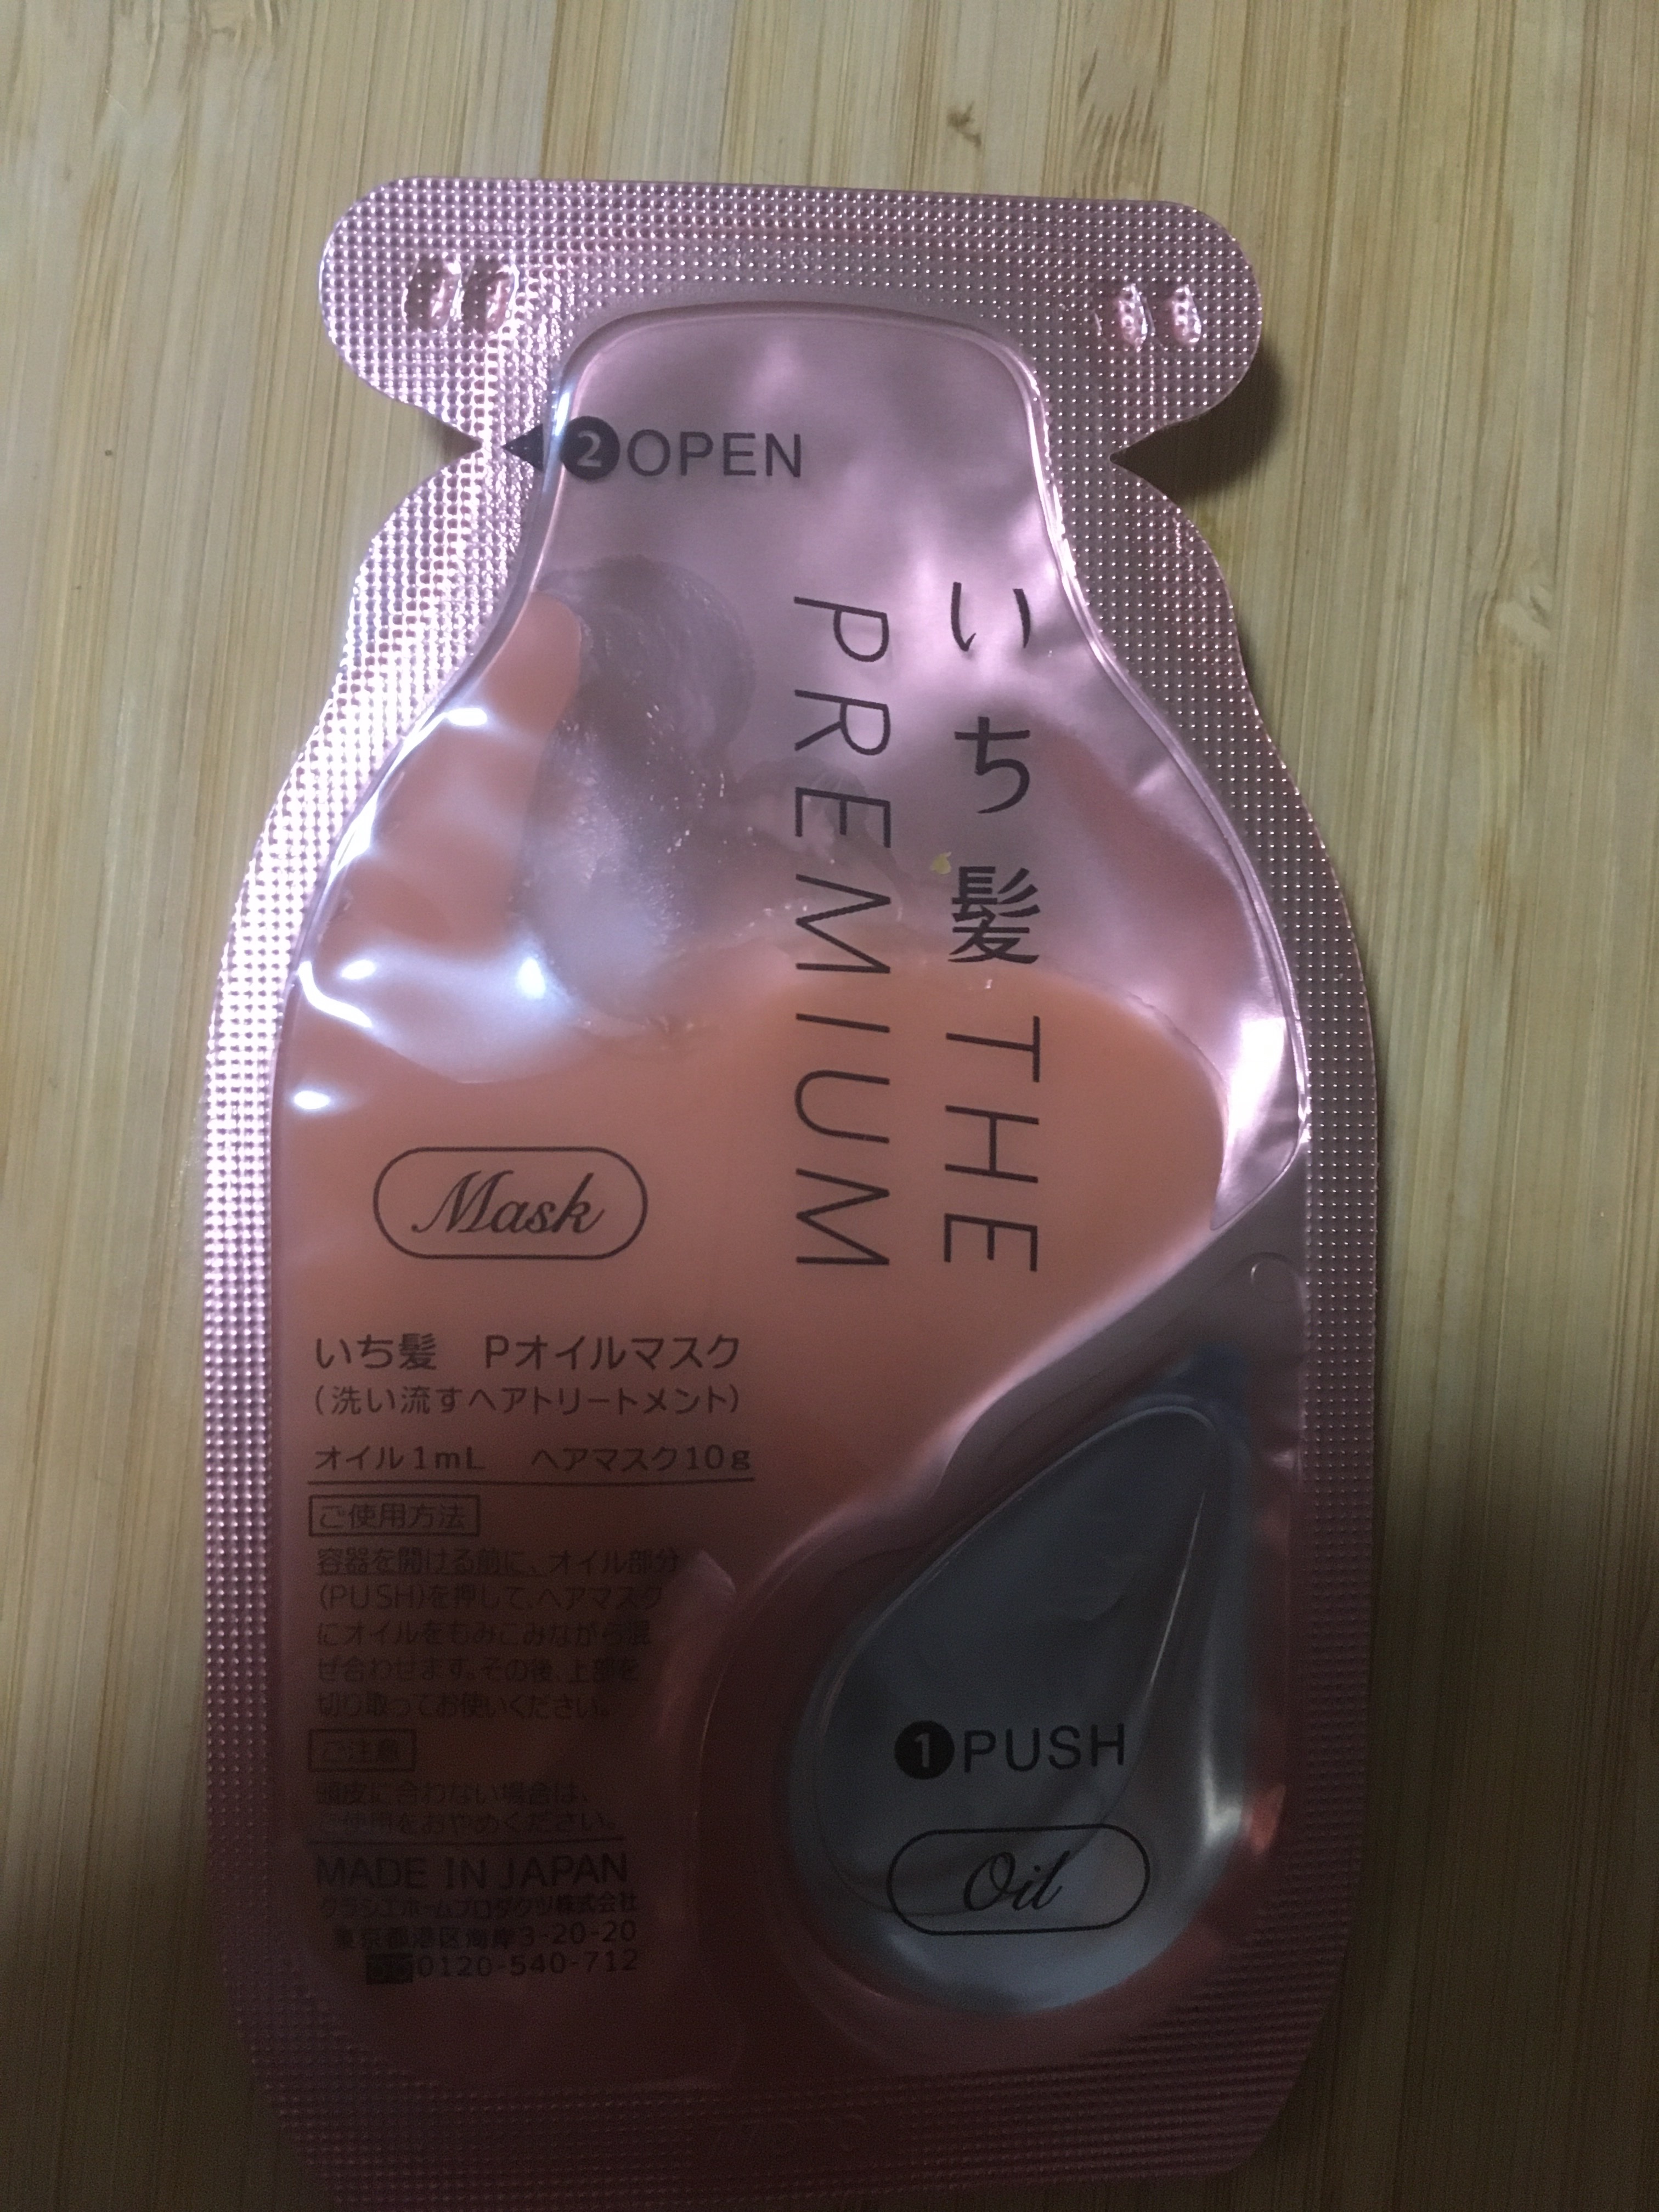 ❷OPEN
いち髪 THE
PREMIUM
Mask
いち髪 Pオイルマスク
(洗い流すヘアトリートメント)
オイル1mL ヘアマスク10g
ご使用方法
容器を開ける前に、オイル部分
(PUSH)を押して、ヘアマスク
にオイルをもみこみながら混
ぜ合わせます。その後、上部を
切り取ってお使いください。
ご注意
頭皮に合わない場合は、
ご使用をおやめください。
MADE IN JAPAN
クラシエホームプロダクツ株式会社
東京都港区海岸3-20-20
0120-540-712
❶PUSH
Oil